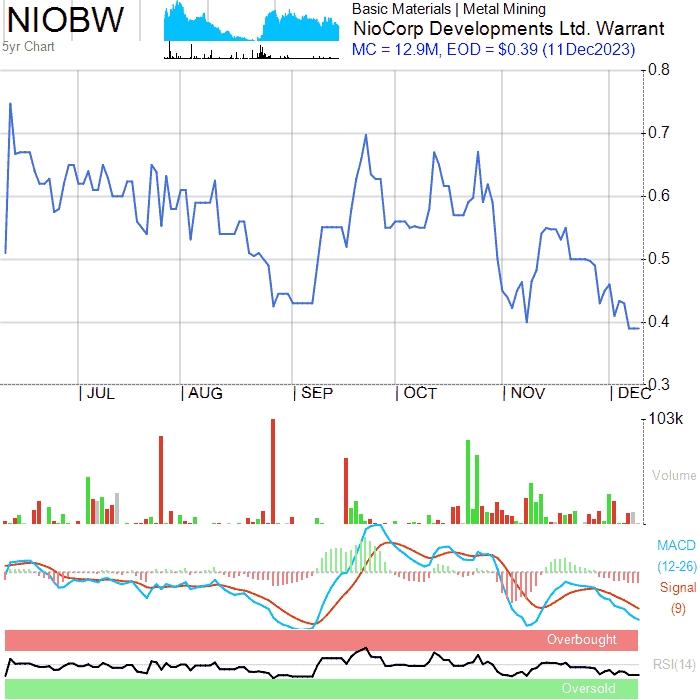 NIOBW
5yr Chart
Basic Materials | Metal Mining
NioCorp Developments Ltd. Warrant
MC = 12.9M, EOD = $0.39 (11Dec2023)
0.8
0.7
0.6
0.5
0.4
0.3
| JUL | AUG | SEP | OCT | NOV | DEC
103k
Volume
MACD
(12-26)
Signal
(9)
Overbought
RSI(14)
Oversold